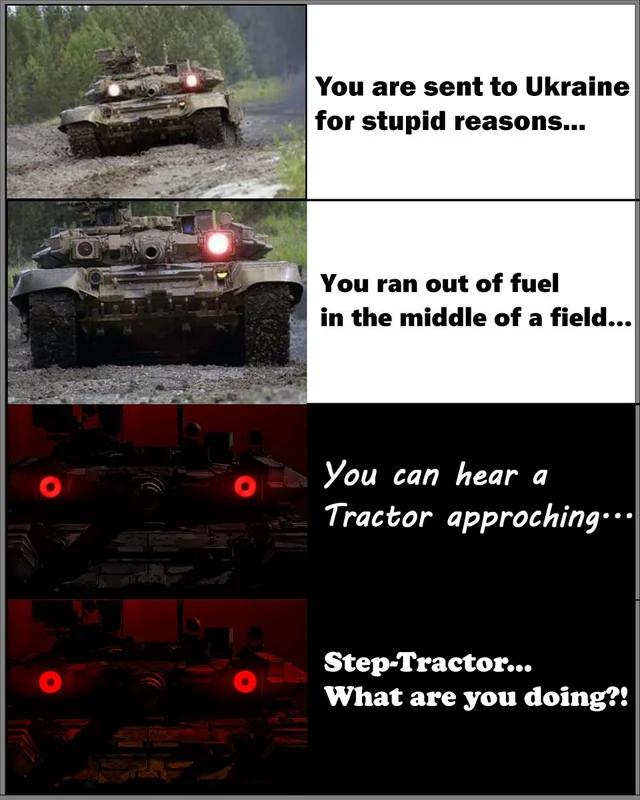 You are sent to Ukraine
for stupid reasons...
You ran out of fuel
in the middle of a field...
You can hear a
Tractor approching...
Step-Tractor...
What are you doing?!